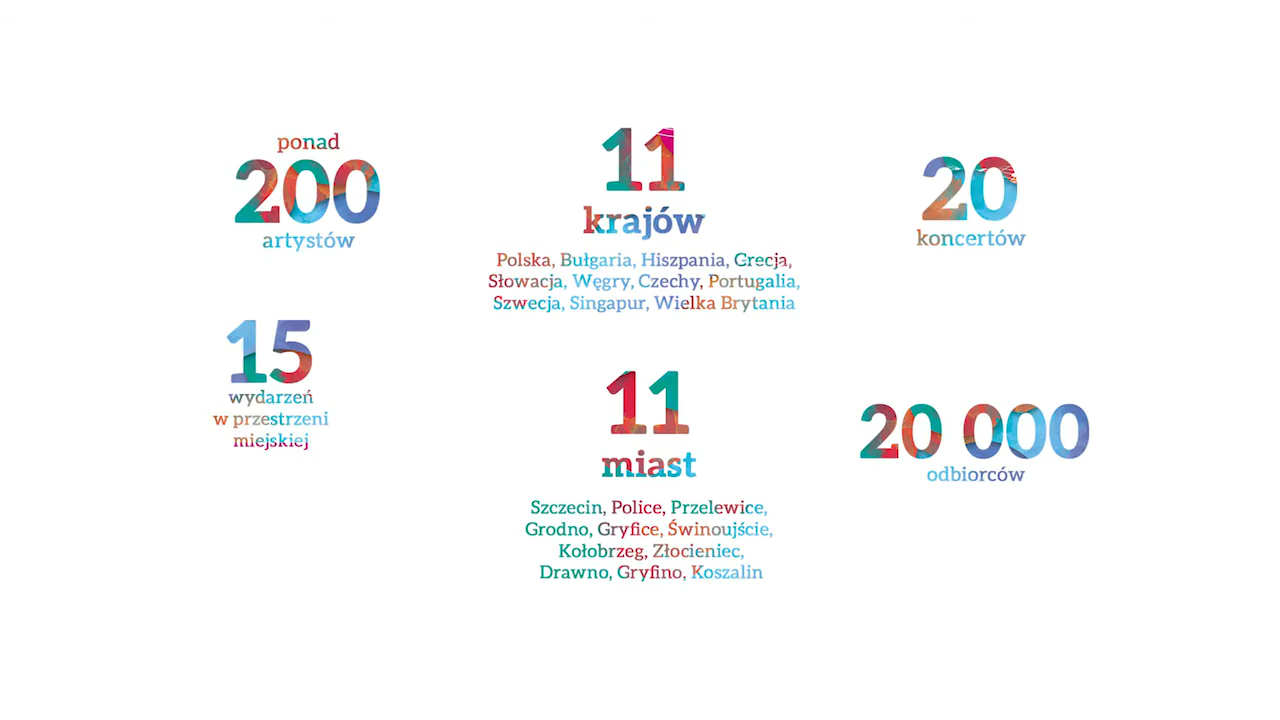 ponad
200
artystów
11
krajów
Polska, Bułgaria, Hiszpania, Grecja,
Słowacja, Węgry, Czechy, Portugalia,
Szwecja, Singapur, Wielka Brytania
20
koncertów
15
wydarzeń
w przestrzeni
miejskiej
11
miast
Szczecin, Police, Przelewice,
Grodno, Gryfice, Świnoujście,
Kołobrzeg, Złocieniec,
Drawno, Gryfino, Koszalin
20 000
odbiorców